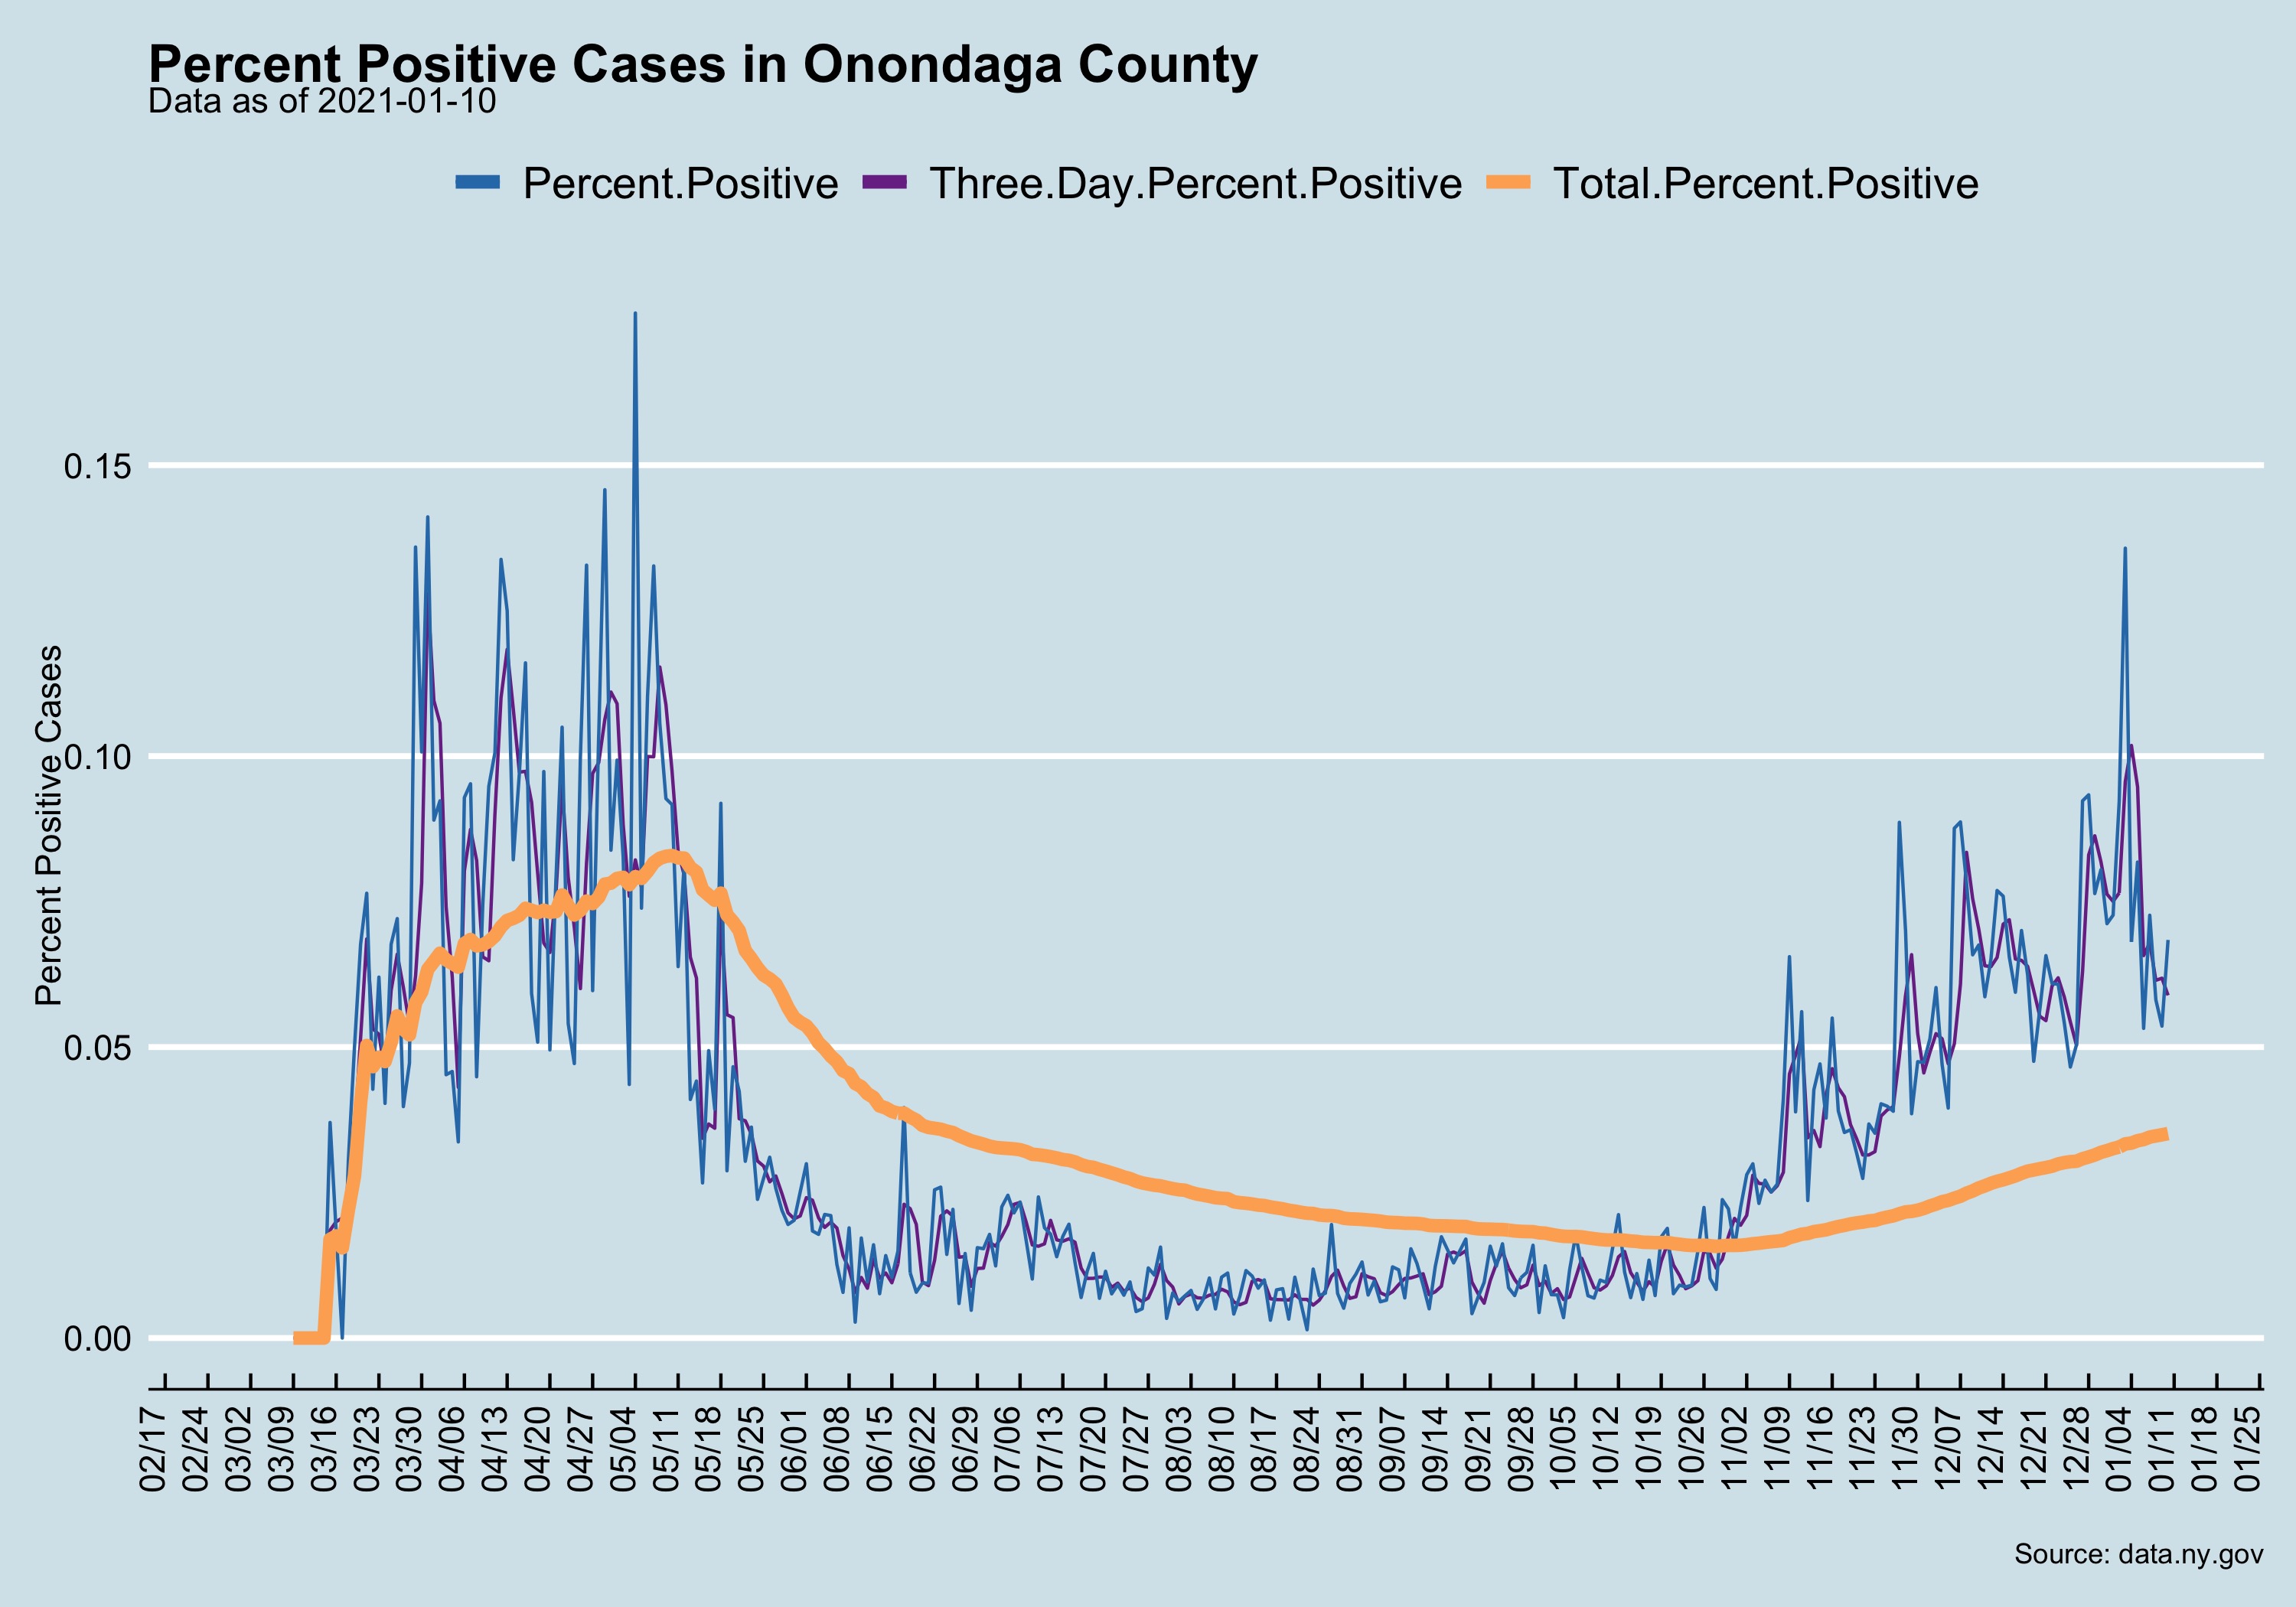 Percent Positive Cases in Onondaga County
Data as of 2021-01-10
Percent.Positive Three.Day.Percent.Positive Total.Percent.Positive
Percent Positive Cases
0.15
0.10
0.05
0.00
02/17 02/24 03/02 03/09 03/16 03/23 03/30 04/06 04/13 04/20 04/27 05/04 05/11 05/18 05/25 06/01 06/08 06/15 06/22 06/29 07/06 07/13 07/20 07/27 08/03 08/10 08/17 08/24 08/31 09/07 09/14 09/21 09/28 10/05 10/12 10/19 10/26 11/02 11/09 11/16 11/23 11/30 12/07 12/14 12/21 12/28 01/04 01/11 01/18 01/25
Source: data.ny.gov